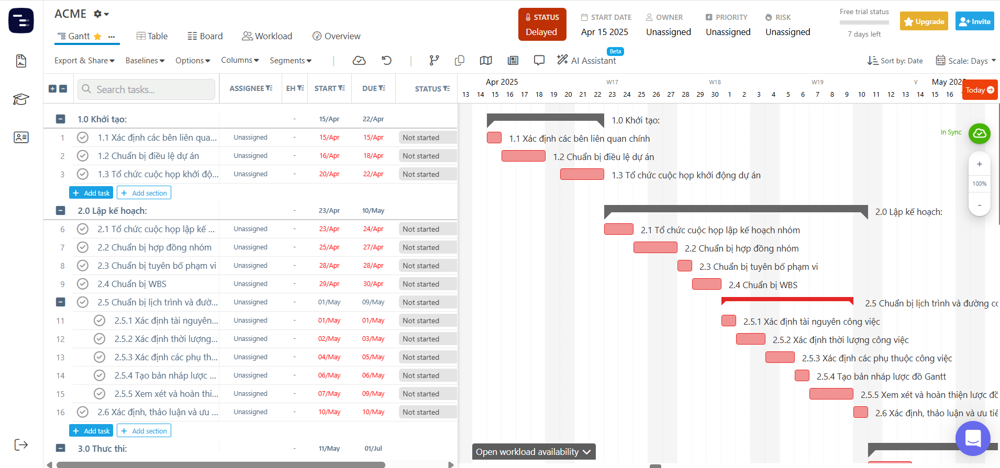 ACME
Gantt
Table
Board
Workload
Overview
STATUS
Delayed
START DATE
Apr 15 2025
OWNER
Unassigned
PRIORITY
Unassigned
RISK
Unassigned
Free trial status
7 days left
Upgrade
Invite
Export & Share
Baselines
Options
Columns
Segments
AI Assistant
Beta
Sort by: Date
Scale: Days
Search tasks...
ASSIGNEE EH START DUE STATUS
Apr 2025 W17 W18 W19 May 2025
13 14 15 16 17 18 19 20 21 22 23 24 25 26 27 28 29 30 1 2 3 4 5 6 7 8 9 10 11 12 13 14 15 16
Today
1.0 Khởi tạo: - 15/Apr 22/Apr
1 1.1 Xác định các bên liên qua... Unassigned - 15/Apr 15/Apr Not started
2 1.2 Chuẩn bị điều lệ dự án Unassigned - 16/Apr 18/Apr Not started
3 1.3 Tổ chức cuộc họp khởi độ... Unassigned - 20/Apr 22/Apr Not started
+ Add task + Add section
2.0 Lập kế hoạch: - 23/Apr 10/May
6 2.1 Tổ chức cuộc họp lập kế ... Unassigned - 23/Apr 24/Apr Not started
7 2.2 Chuẩn bị hợp đồng nhóm Unassigned - 25/Apr 27/Apr Not started
8 2.3 Chuẩn bị tuyên bố phạm vi Unassigned - 28/Apr 28/Apr Not started
9 2.4 Chuẩn bị WBS Unassigned - 29/Apr 30/Apr Not started
2.5 Chuẩn bị lịch trình và đườ... Unassigned - 01/May 09/May Not started
11 2.5.1 Xác định tài nguyên... Unassigned - 01/May 01/May Not started
12 2.5.2 Xác định thời lượng... Unassigned - 02/May 03/May Not started
13 2.5.3 Xác định các phụ th... Unassigned - 04/May 05/May Not started
14 2.5.4 Tạo bản nháp lược ... Unassigned - 06/May 06/May Not started
15 2.5.5 Xem xét và hoàn thi... Unassigned - 07/May 09/May Not started
16 2.6 Xác định, thảo luận và ưu ... Unassigned - 10/May 10/May Not started
+ Add task + Add section
3.0 Thực thi: - 11/May 01/Jul
1.0 Khởi tạo:
1.1 Xác định các bên liên quan chính
1.2 Chuẩn bị điều lệ dự án
1.3 Tổ chức cuộc họp khởi động dự án
2.0 Lập kế hoạch:
2.1 Tổ chức cuộc họp lập kế hoạch nhóm
2.2 Chuẩn bị hợp đồng nhóm
2.3 Chuẩn bị tuyên bố phạm vi
2.4 Chuẩn bị WBS
2.5 Chuẩn bị lịch trình và đường
2.5.1 Xác định tài nguyên công việc
2.5.2 Xác định thời lượng công việc
2.5.3 Xác định các phụ thuộc công việc
2.5.4 Tạo bản nháp lược đồ Gantt
2.5.5 Xem xét và hoàn thiện lược đồ
2.6 Xác định, thảo luận và ưu
In Sync
+
100%
-
Open workload availability